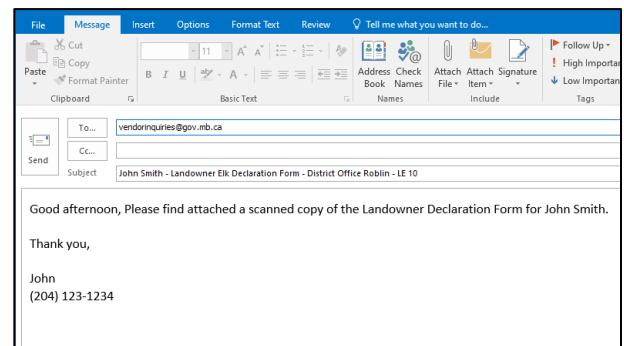 File Message Insert Options Format Text Review Tell me what you want to do...
Cut
Copy
Format Painter
Paste
Clipboard
11 A A
B I U A
Basic Text
Address Book Check Names
Names
Attach File Attach Item Signature
Include
Follow Up
High Importan
Low Importan
Tags
Send
To... vendorinquiries@gov.mb.ca
Cc...
Subject John Smith - Landowner Elk Declaration Form - District Office Roblin - LE 10
Good afternoon, Please find attached a scanned copy of the Landowner Declaration Form for John Smith.
Thank you,
John
(204) 123-1234